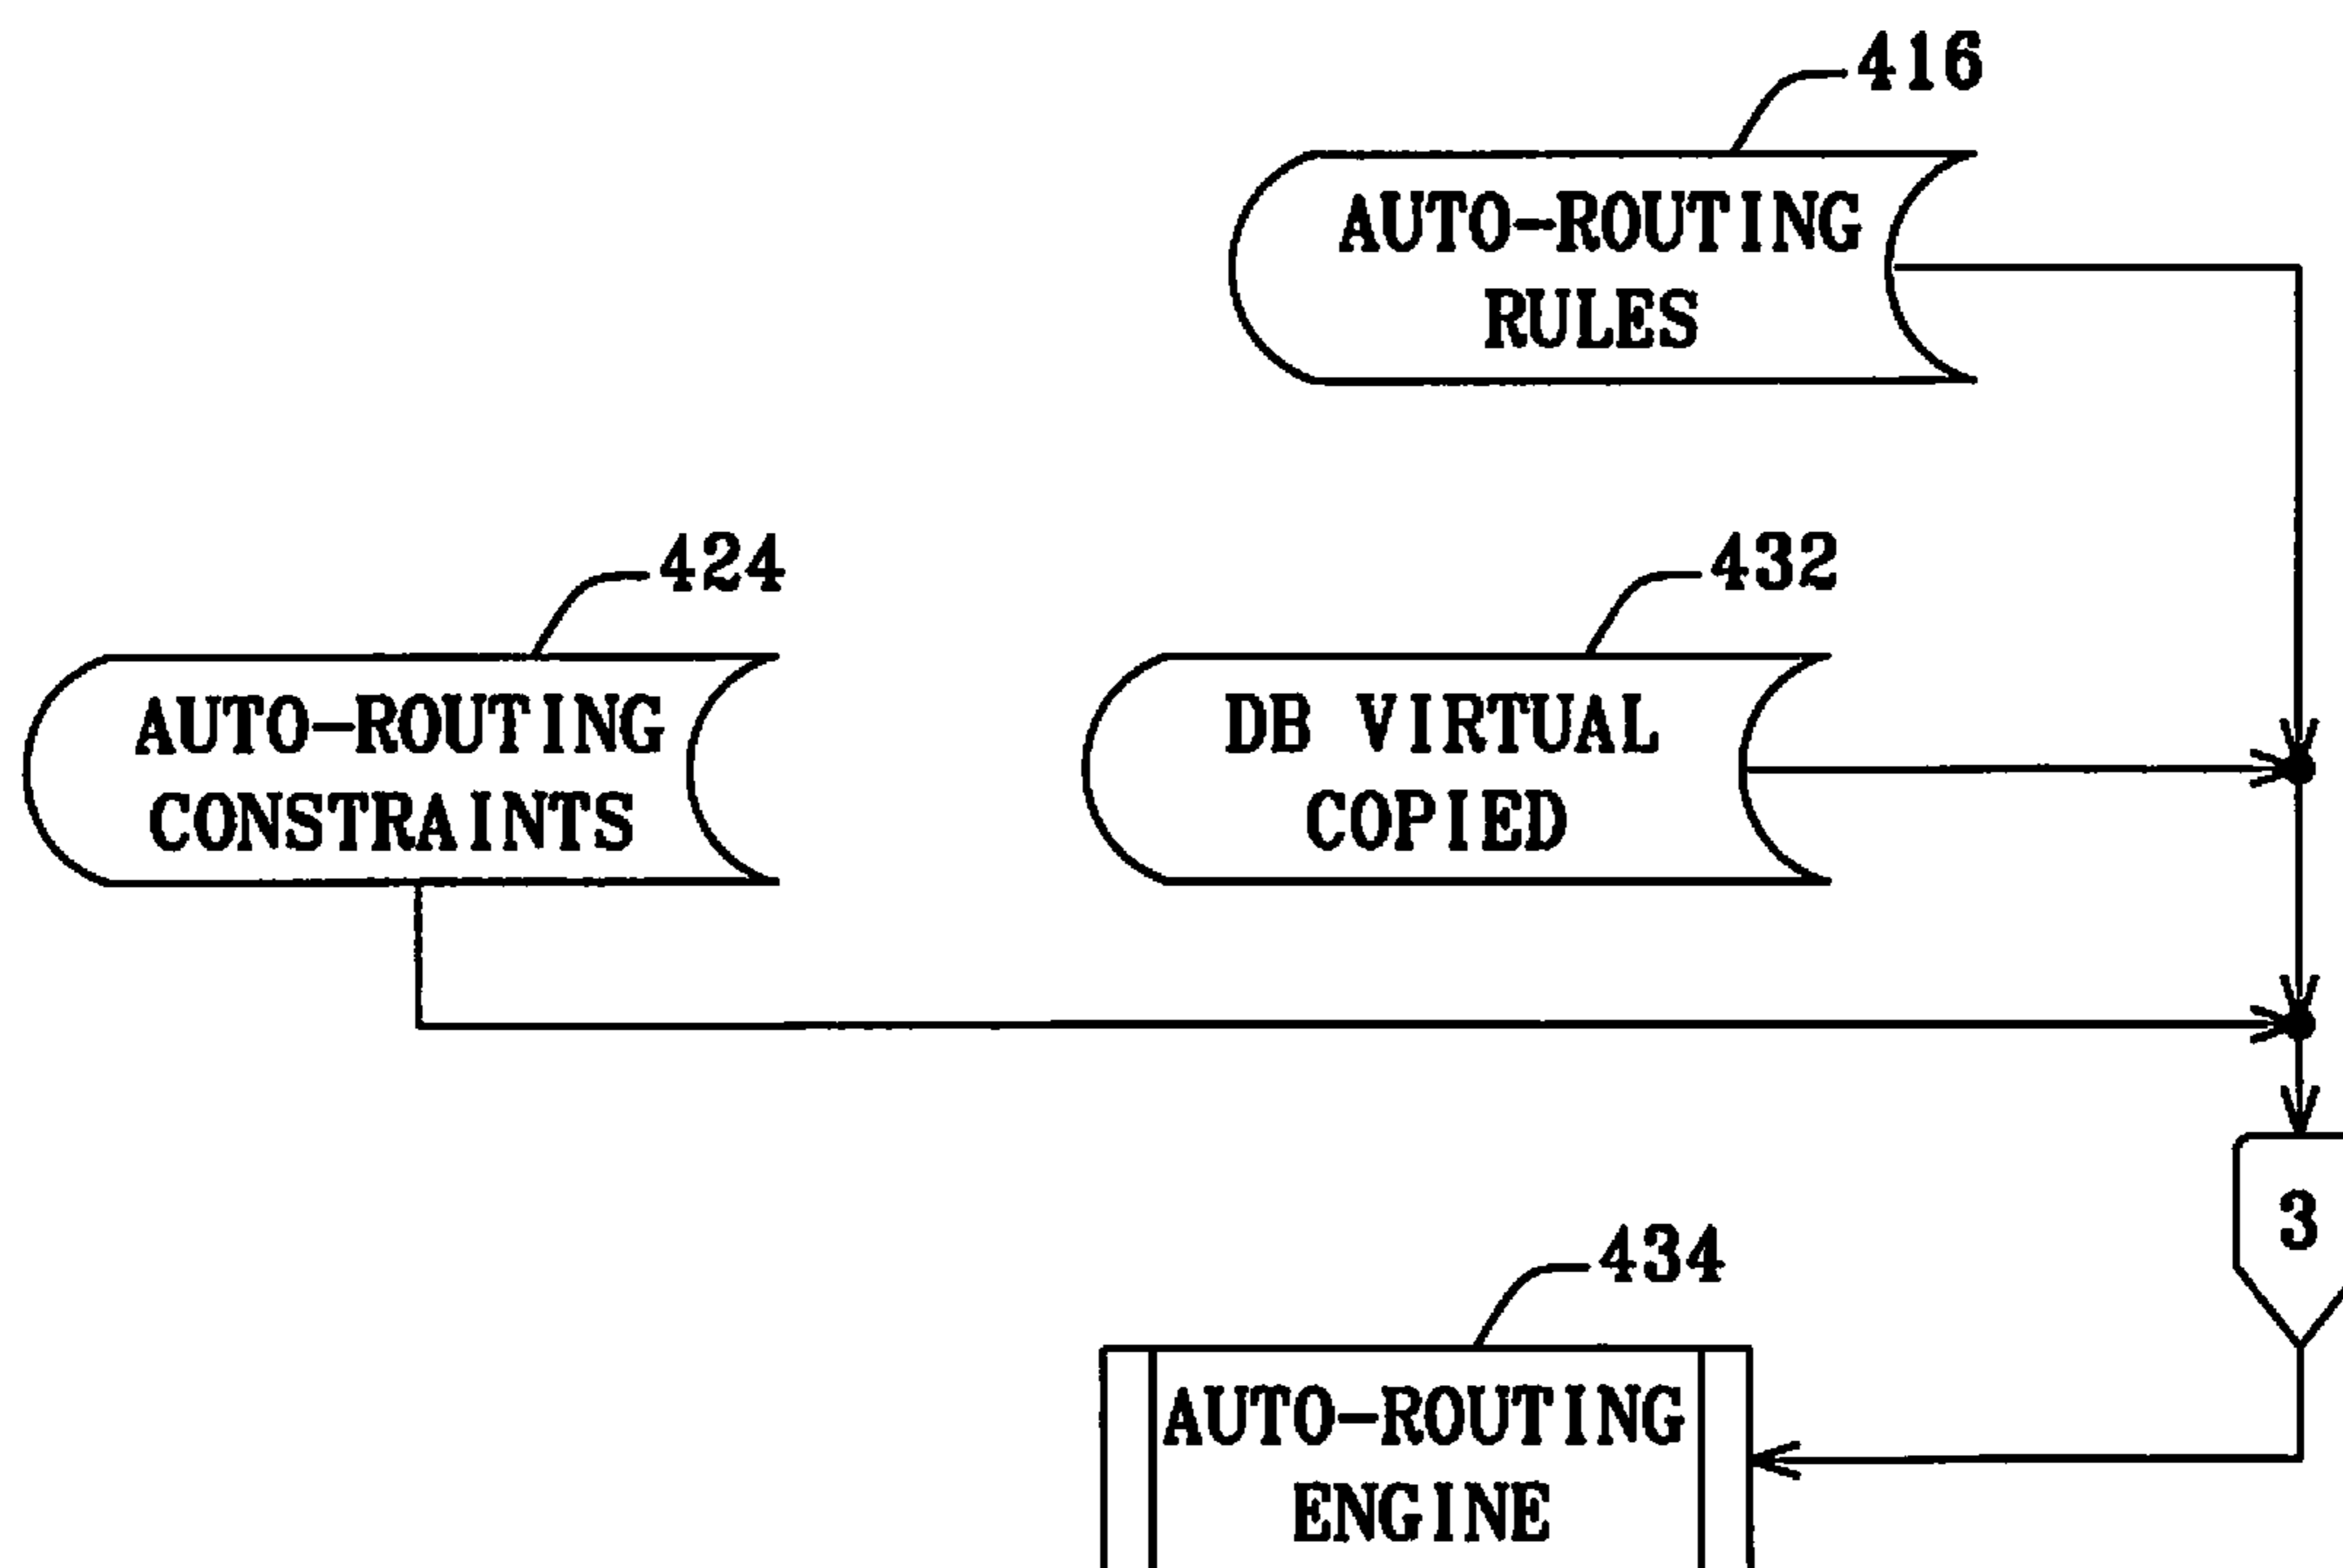 416
AUTO-ROUTING
RULES
424
432
AUTO-ROUTING
CONSTRAINTS
DB VIRTUAL
COPIED
3
434
AUTO-ROUTING
ENGINE